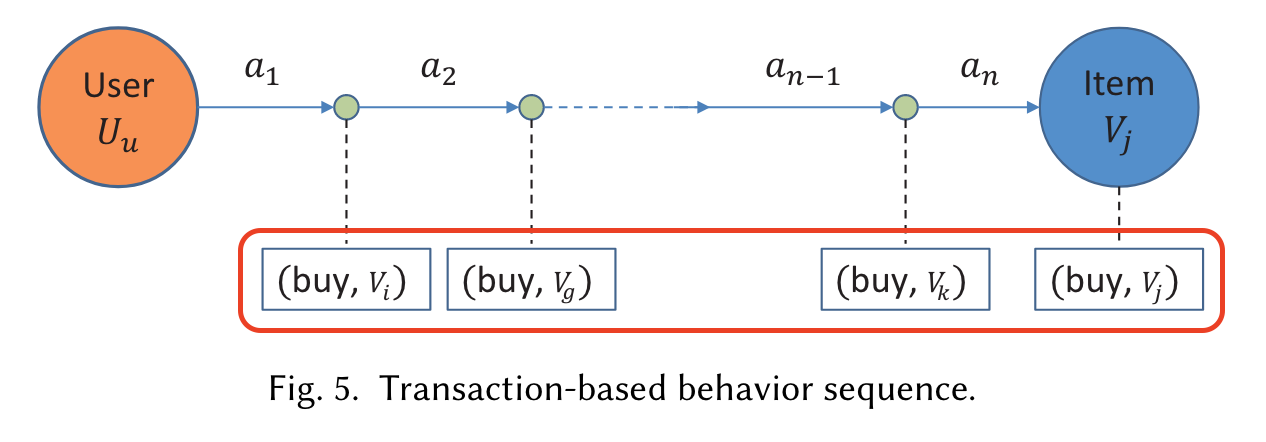 User
U_u
a_1
a_2
a_{n-1}
a_n
Item
V_j
(buy, V_i)
(buy, V_g)
(buy, V_k)
(buy, V_j)
Fig. 5. Transaction-based behavior sequence.